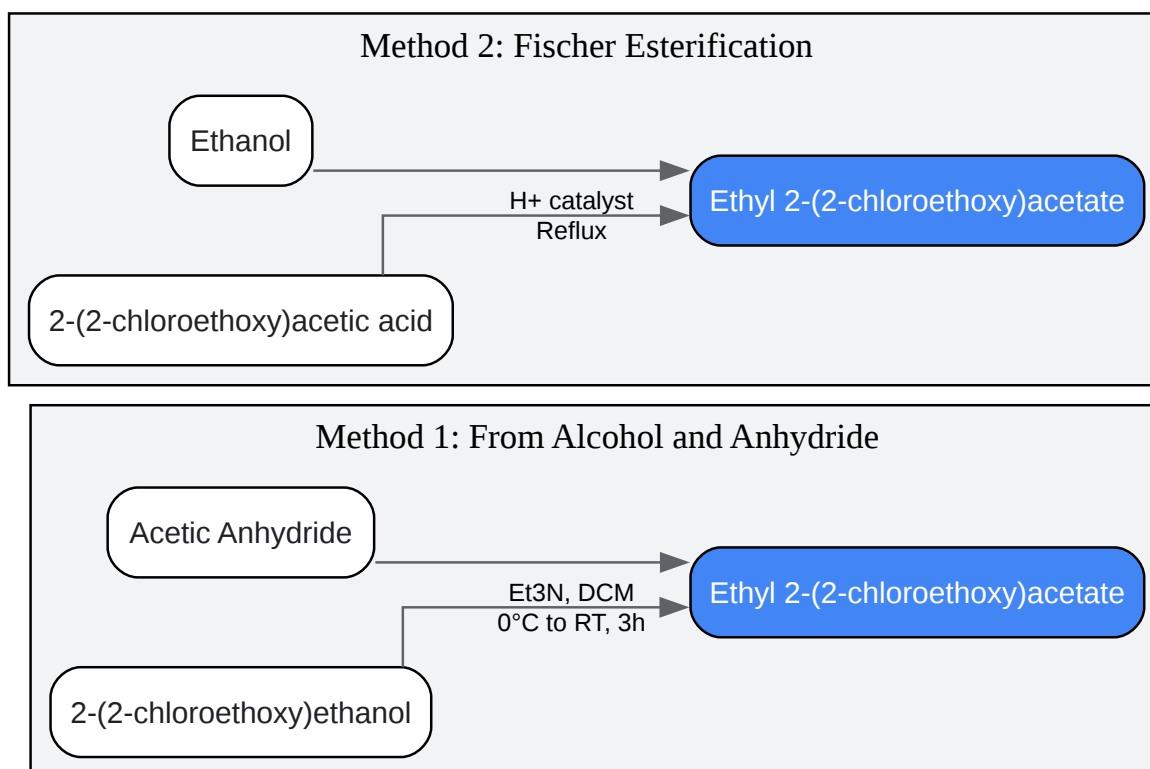 Method 2: Fischer Esterification
Ethanol
Ethyl 2-(2-chloroethoxy)acetate
H+ catalyst
Reflux
2-(2-chloroethoxy)acetic acid
Method 1: From Alcohol and Anhydride
Acetic Anhydride
Ethyl 2-(2-chloroethoxy)acetate
Et3N, DCM
0°C to RT, 3h
2-(2-chloroethoxy)ethanol